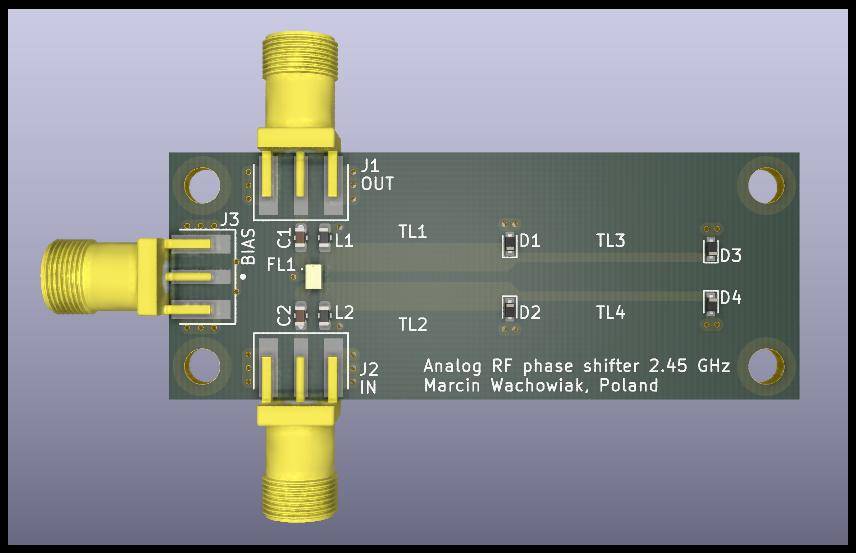 J1
OUT
J3
BIAS
C1
L1
TL1
D1
TL3
D3
FL1
C2
L2
TL2
D2
TL4
D4
J2
IN
Analog RF phase shifter 2.45 GHz
Marcin Wachowiak, Poland